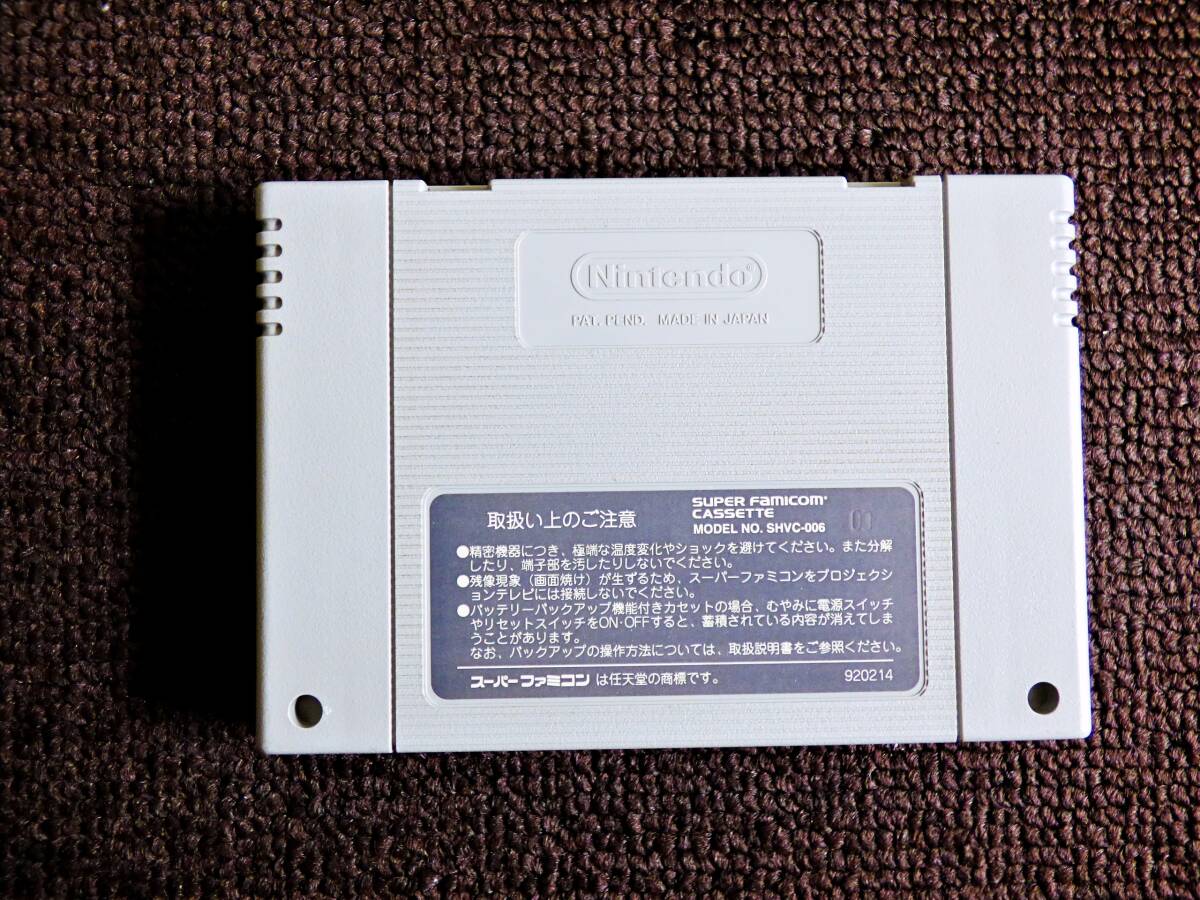 Nintendo®
PAT. PEND. MADE IN JAPAN
取扱い上のご注意
SUPER FAMICOM®
CASSETTE
MODEL NO. SHVC-006
●精密機器につき、極端な温度変化やショックを避けてください。また分解
したり、端子部を汚したりしないでください。
●残像現象（画面焼け）が生ずるため、スーパーファミコンをプロジェクシ
ョンテレビには接続しないでください。
●バッテリーバックアップ機能付きカセットの場合、むやみに電源スイッチ
やリセットスイッチをON・OFFすると、蓄積されている内容が消えてしま
うことがあります。
なお、バックアップの操作方法については、取扱説明書をご参照ください。
スーパーファミコン は任天堂の商標です。
920214